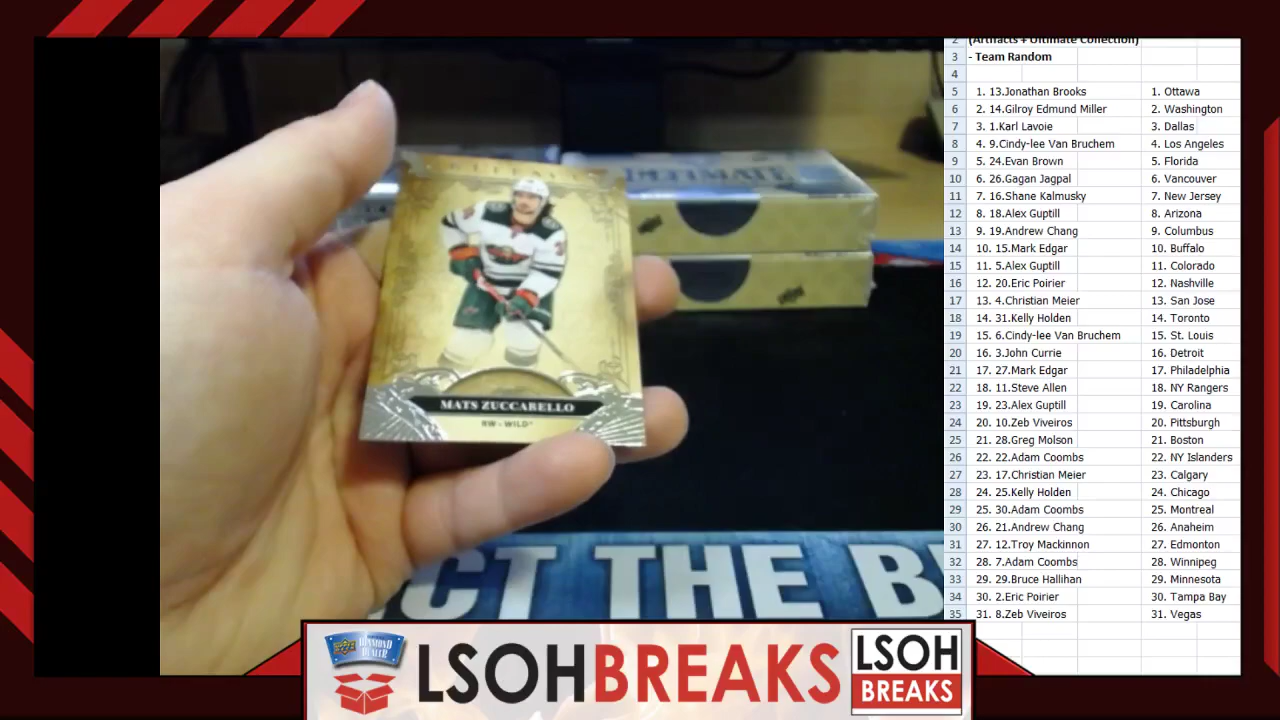 2 (Artifacts + Ultimate Collection)
3 - Team Random
4
5 1. 13.Jonathan Brooks 1. Ottawa
6 2. 14.Gilroy Edmund Miller 2. Washington
7 3. 1.Karl Lavoie 3. Dallas
8 4. 9.Cindy-lee Van Bruchem 4. Los Angeles
9 5. 24.Evan Brown 5. Florida
10 6. 26.Gagan Jagpal 6. Vancouver
11 7. 16.Shane Kalmusky 7. New Jersey
12 8. 18.Alex Guptill 8. Arizona
13 9. 19.Andrew Chang 9. Columbus
14 10. 15.Mark Edgar 10. Buffalo
15 11. 5.Alex Guptill 11. Colorado
16 12. 20.Eric Poirier 12. Nashville
17 13. 4.Christian Meier 13. San Jose
18 14. 31.Kelly Holden 14. Toronto
19 15. 6.Cindy-lee Van Bruchem 15. St. Louis
20 16. 3.John Currie 16. Detroit
21 17. 27.Mark Edgar 17. Philadelphia
22 18. 11.Steve Allen 18. NY Rangers
23 19. 23.Alex Guptill 19. Carolina
24 20. 10.Zeb Viveiros 20. Pittsburgh
25 21. 28.Greg Molson 21. Boston
26 22. 22.Adam Coombs 22. NY Islanders
27 23. 17.Christian Meier 23. Calgary
28 24. 25.Kelly Holden 24. Chicago
29 25. 30.Adam Coombs 25. Montreal
30 26. 21.Andrew Chang 26. Anaheim
31 27. 12.Troy Mackinnon 27. Edmonton
32 28. 7.Adam Coombs 28. Winnipeg
33 29. 29.Bruce Hallihan 29. Minnesota
34 30. 2.Eric Poirier 30. Tampa Bay
35 31. 8.Zeb Viveiros 31. Vegas
ULTIMATE
MATS ZUCCARELLO
RW - WILD
CT THE B
DIAMOND
DEALER
LSOHBREAKS
LSOH
BREAKS